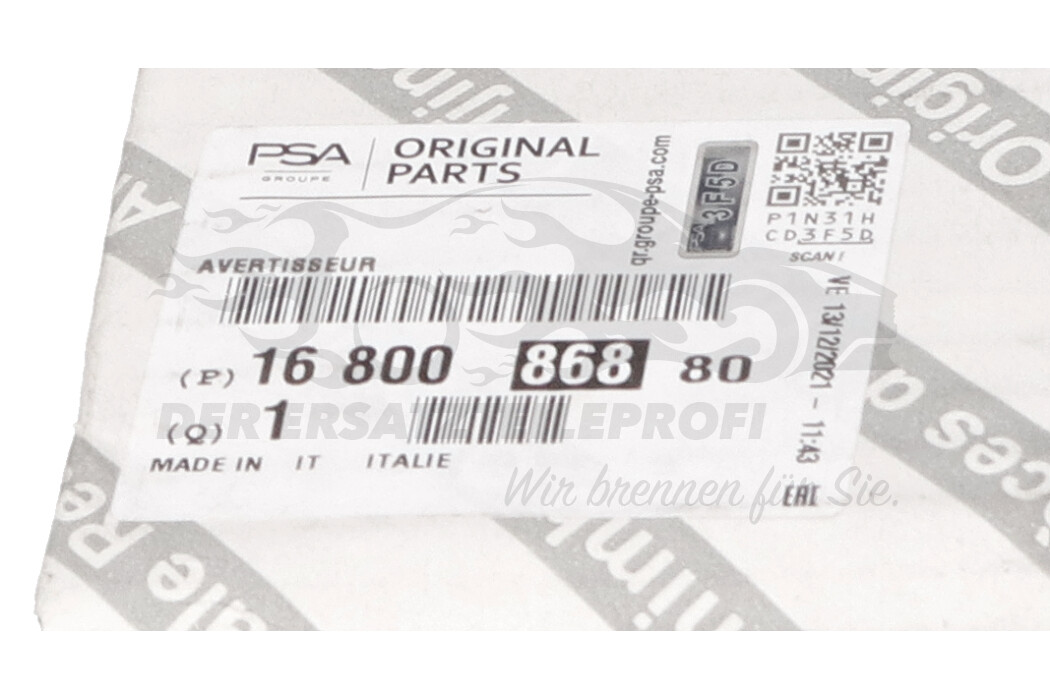 PSA
GROUPE
ORIGINAL
PARTS
qr.groupe-psa.com
PSA 3F5D
P1N31H
CD3F5D
SCAN!
AVERTISSEUR
(P) 16 800 868 80
(Q) 1
MADE IN IT ITALIE
VE 13/12/2021 - 11:43
EAC
DERERSATZTEILEPROFI
Wir brennen für Sie.